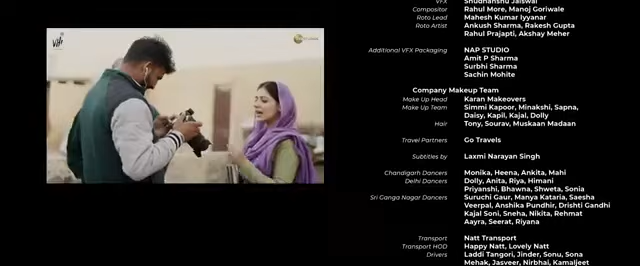 VFX Shudhanshu Jaiswal
Compositor Rahul More, Manoj Goriwale
Roto Lead Mahesh Kumar Iyyanar
Roto Artist Ankush Sharma, Rakesh Gupta
Rahul Prajapti, Akshay Meher
Additional VFX Packaging NAP STUDIO
Amit P Sharma
Surbhi Sharma
Sachin Mohite
Company Makeup Team
Make Up Head Karan Makeovers
Make Up Team Simmi Kapoor, Minakshi, Sapna,
Daisy, Kapil, Kajal, Dolly
Hair Tony, Sourav, Muskaan Madaan
Travel Partners Go Travels
Subtitles by Laxmi Narayan Singh
Chandigarh Dancers Monika, Heena, Ankita, Mahi
Delhi Dancers Dolly, Anita, Riya, Himani
Priyanshi, Bhawna, Shweta, Sonia
Sri Ganga Nagar Dancers Suruchi Gaur, Manya Kataria, Saesha
Veerpal, Anshika Pundhir, Drishti Gandhi
Kajal Soni, Sneha, Nikita, Rehmat
Aayra, Seerat, Riyana
Transport Natt Transport
Transport HOD Happy Natt, Lovely Natt
Drivers Laddi Tangori, Jinder, Sonu, Sona
Mehak, Jasveer, Nirbhai, Kamaljeet